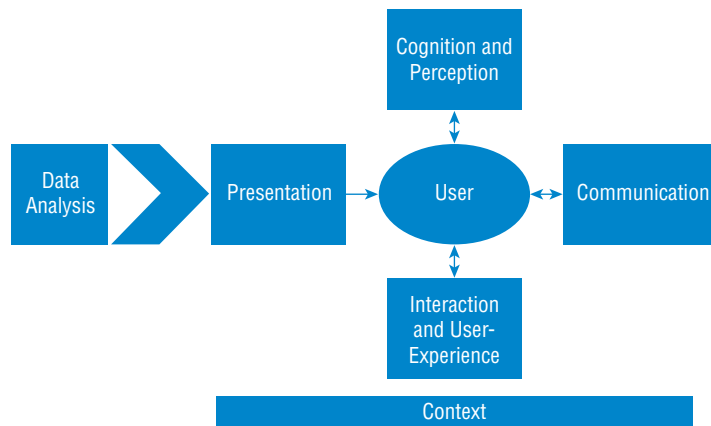 Cognition and
Perception
Data
Analysis
Presentation
User
Communication
Interaction
and User-
Experience
Context